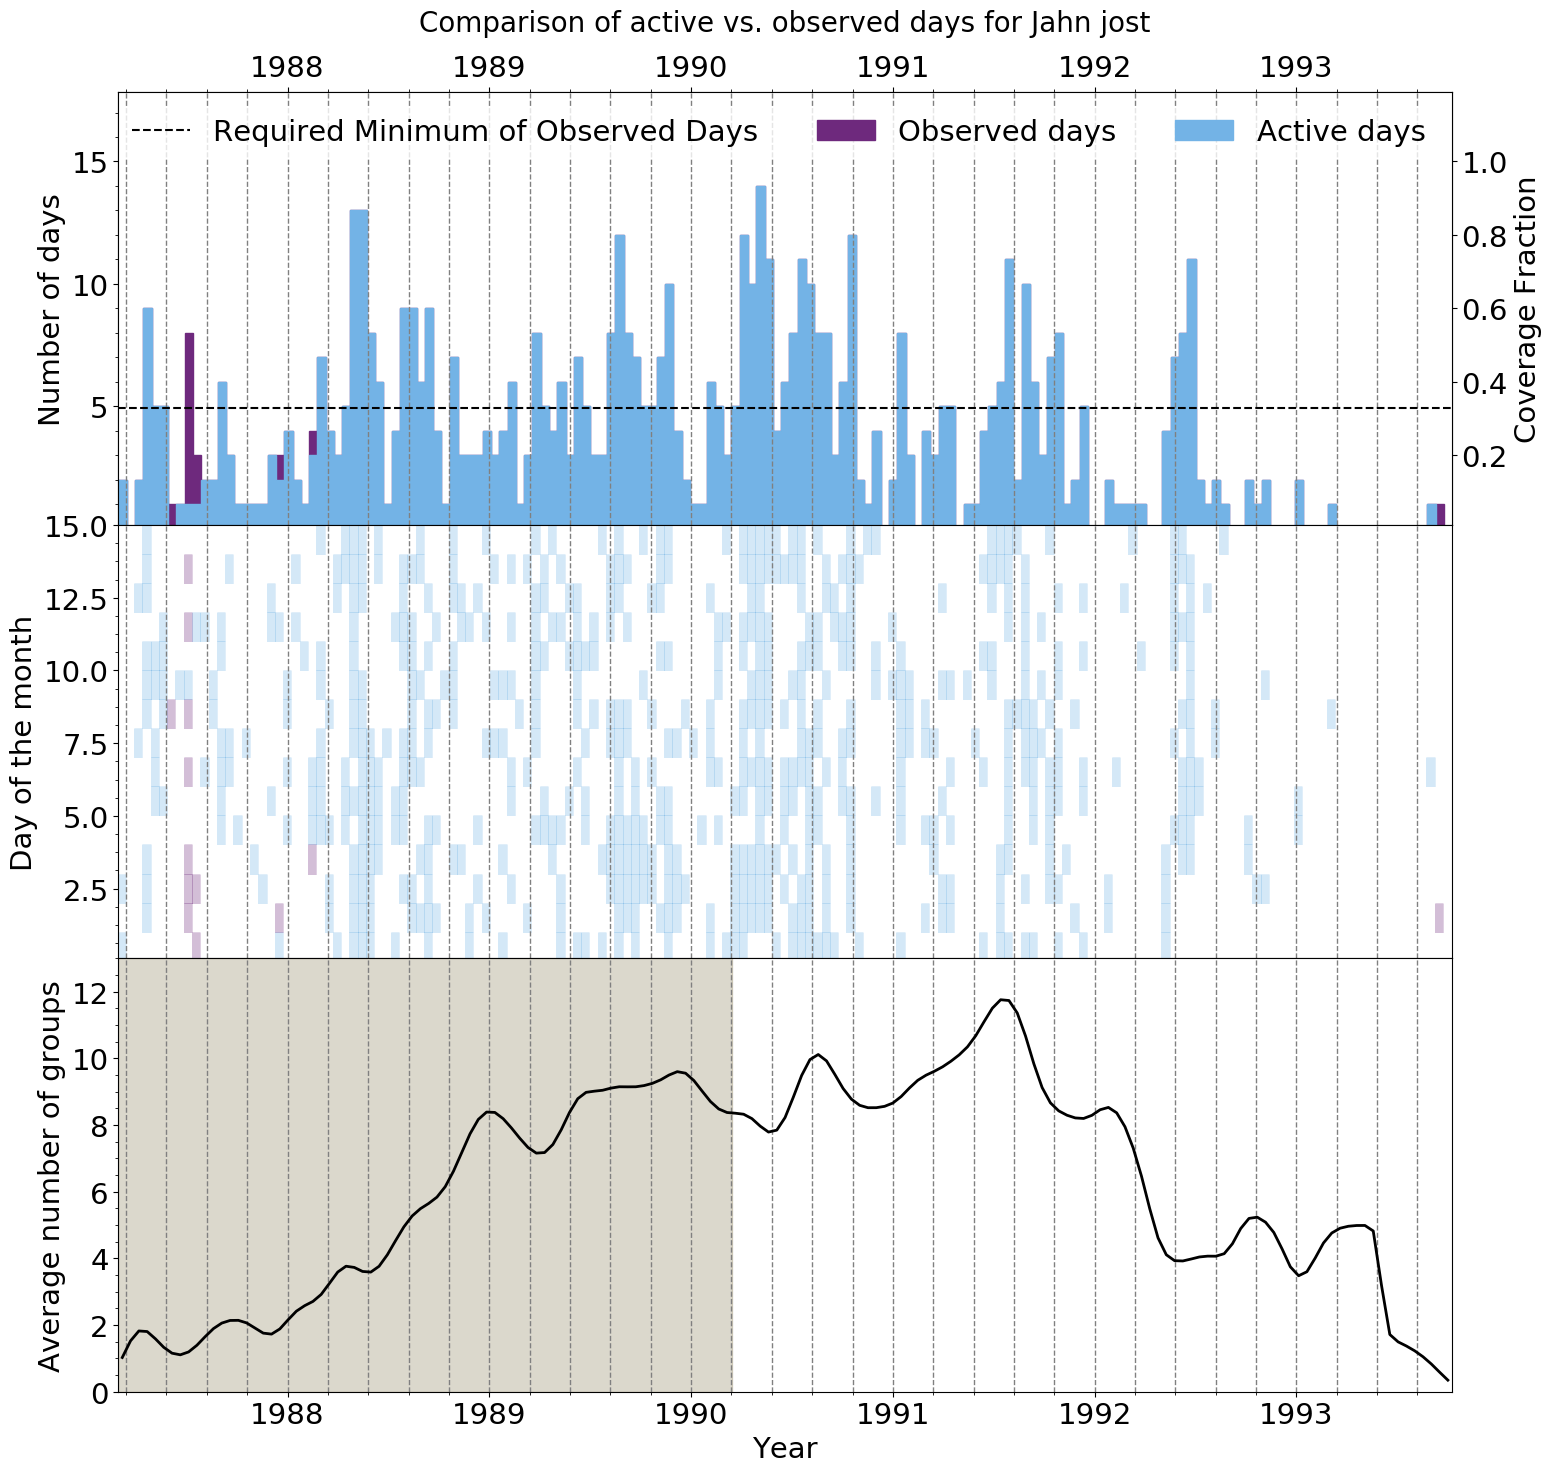 Comparison of active vs. observed days for Jahn jost
1988 1989 1990 1991 1992 1993
Required Minimum of Observed Days Observed days Active days
Number of days
15
10
5
Coverage Fraction
1.0
0.8
0.6
0.4
0.2
Day of the month
15.0
12.5
10.0
7.5
5.0
2.5
Average number of groups
12
10
8
6
4
2
0
1988 1989 1990 1991 1992 1993
Year